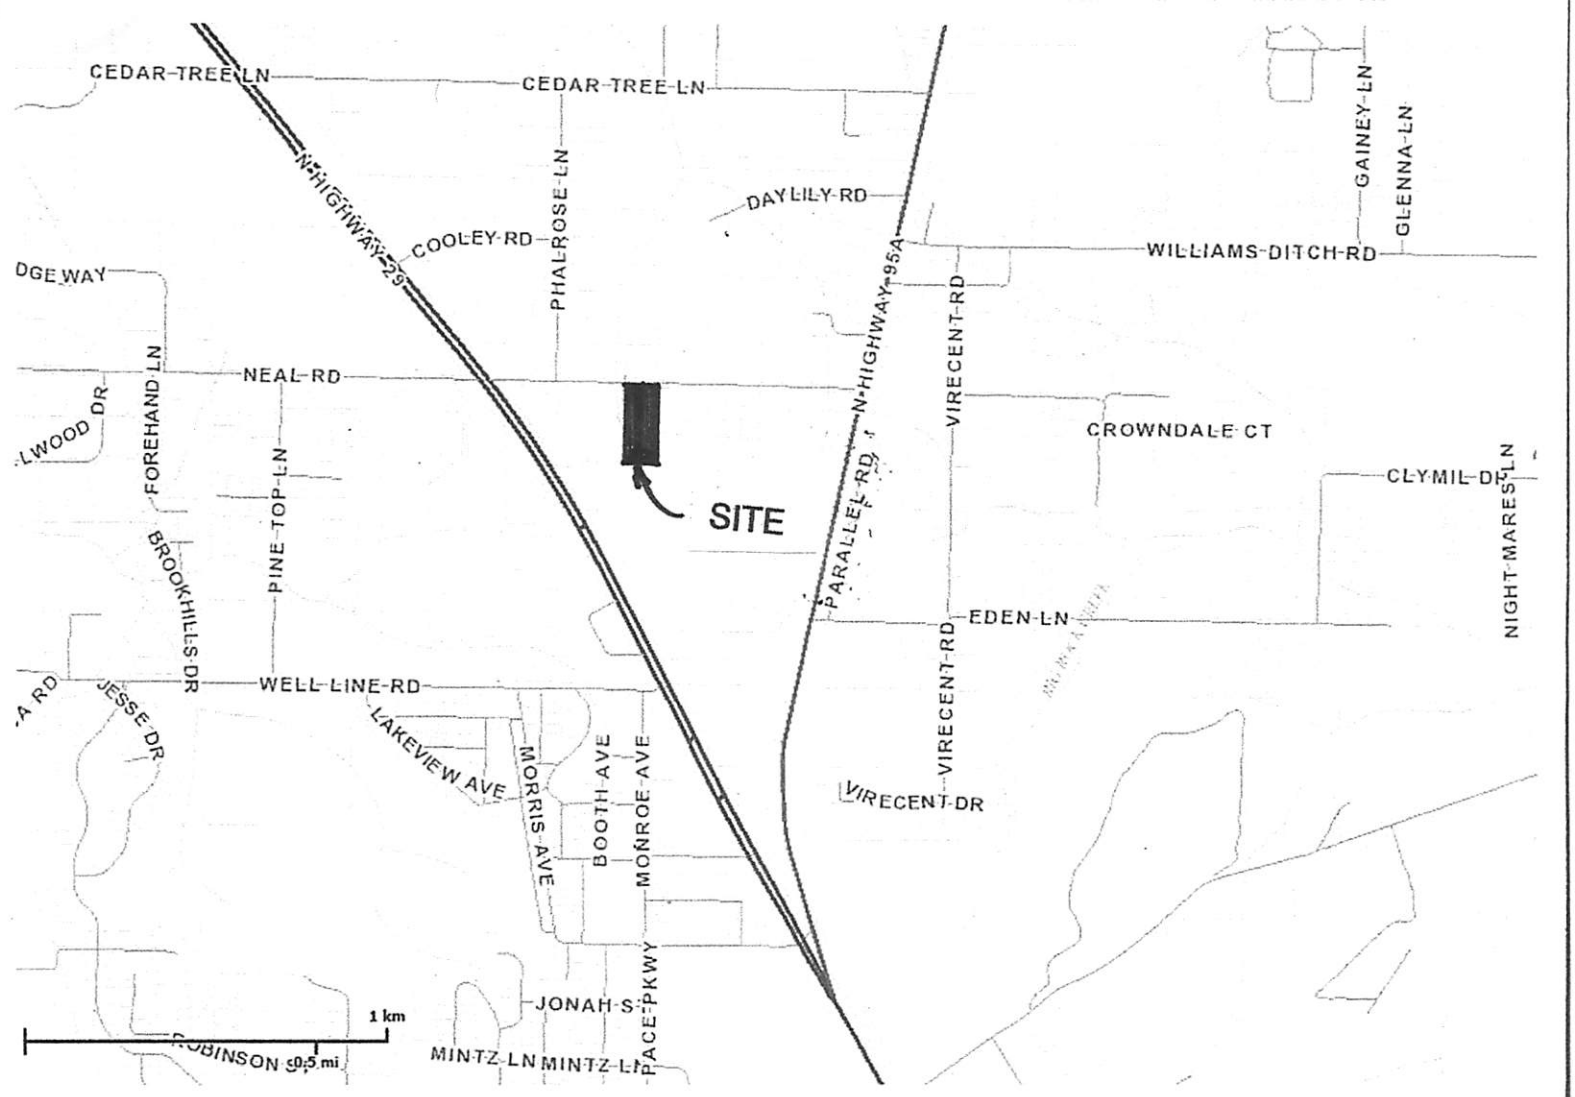 CEDAR TREE LN
CEDAR TREE LN
GAINEY LN
GLENNA LN
N HIGHWAY 29
PHALROSE LN
DAYLILY RD
COOLEY RD
WILLIAMS DITCH RD
DGEWAY
N HIGHWAY 95A
VIRECENT RD
NEAL RD
FOREHAND LN
LWOOD DR
CROWNDALE CT
CLYMIL DR
NIGHT MARES LN
PINE TOP LN
SITE
PARALLEL RD
BROOKHILLS DR
EDEN LN
VIRECENT RD
A RD
JESSE DR
WELL LINE RD
LAKEVIEW AVE
MORRIS AVE
BOOTH AVE
MONROE AVE
VIRECENT DR
PACE PKWY
JONAH S
1 km
0.5 mi
ROBINSON
MINTZ LN
MINTZ LN